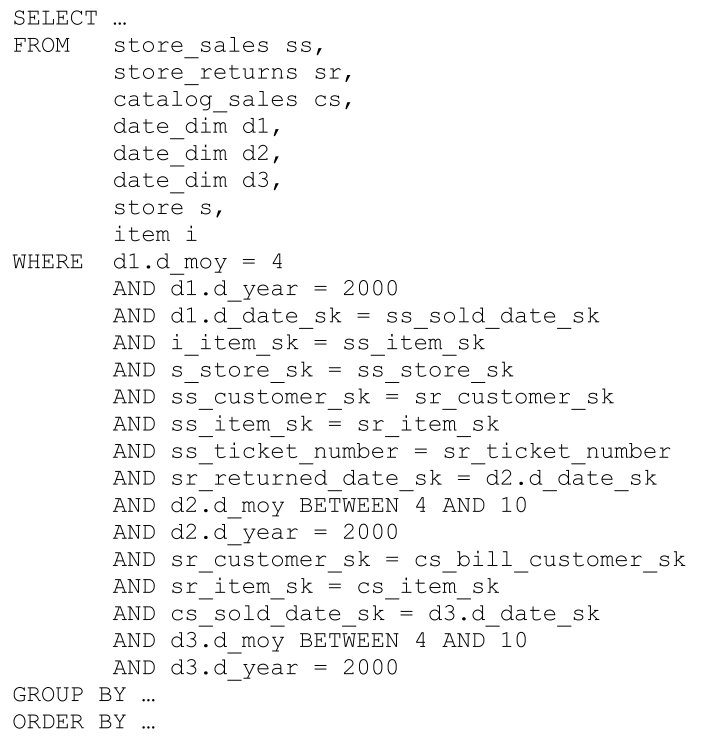 SELECT …
FROM store_sales ss,
store_returns sr,
catalog_sales cs,
date_dim d1,
date_dim d2,
date_dim d3,
store s,
item i
WHERE d1.d_moy = 4
AND d1.d_year = 2000
AND d1.d_date_sk = ss_sold_date_sk
AND i_item_sk = ss_item_sk
AND s_store_sk = ss_store_sk
AND ss_customer_sk = sr_customer_sk
AND ss_item_sk = sr_item_sk
AND ss_ticket_number = sr_ticket_number
AND sr_returned_date_sk = d2.d_date_sk
AND d2.d_moy BETWEEN 4 AND 10
AND d2.d_year = 2000
AND sr_customer_sk = cs_bill_customer_sk
AND sr_item_sk = cs_item_sk
AND cs_sold_date_sk = d3.d_date_sk
AND d3.d_moy BETWEEN 4 AND 10
AND d3.d_year = 2000
GROUP BY …
ORDER BY …